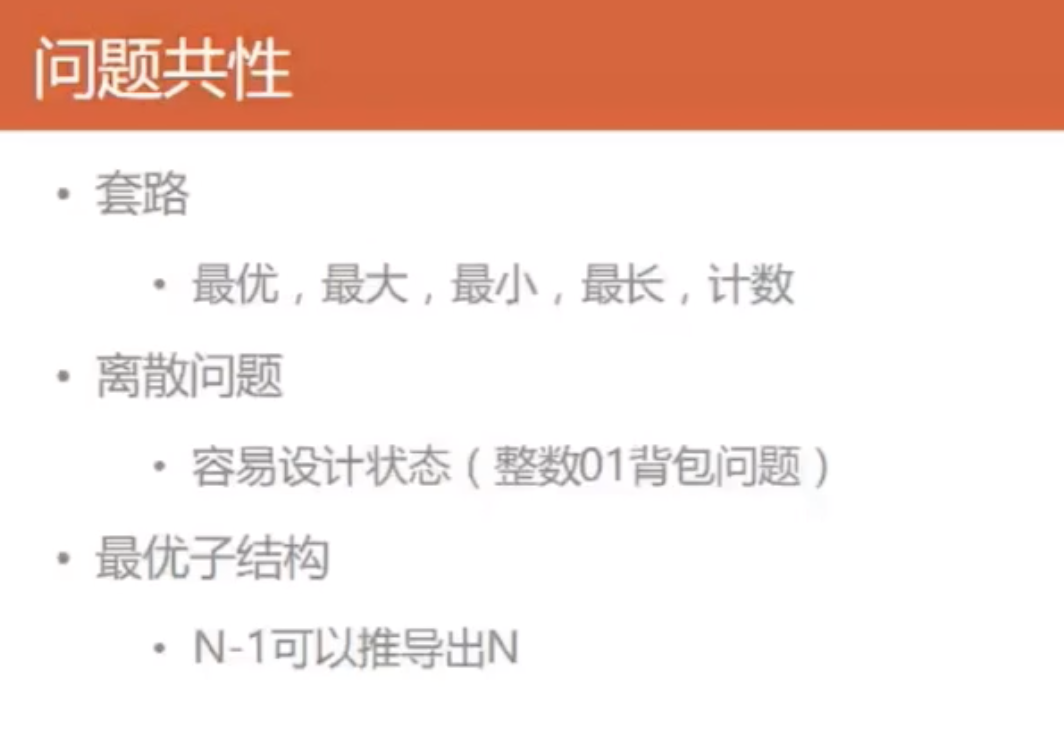 问题共性
• 套路
• 最优，最大，最小，最长，计数
• 离散问题
• 容易设计状态（整数01背包问题）
• 最优子结构
• N-1可以推导出N